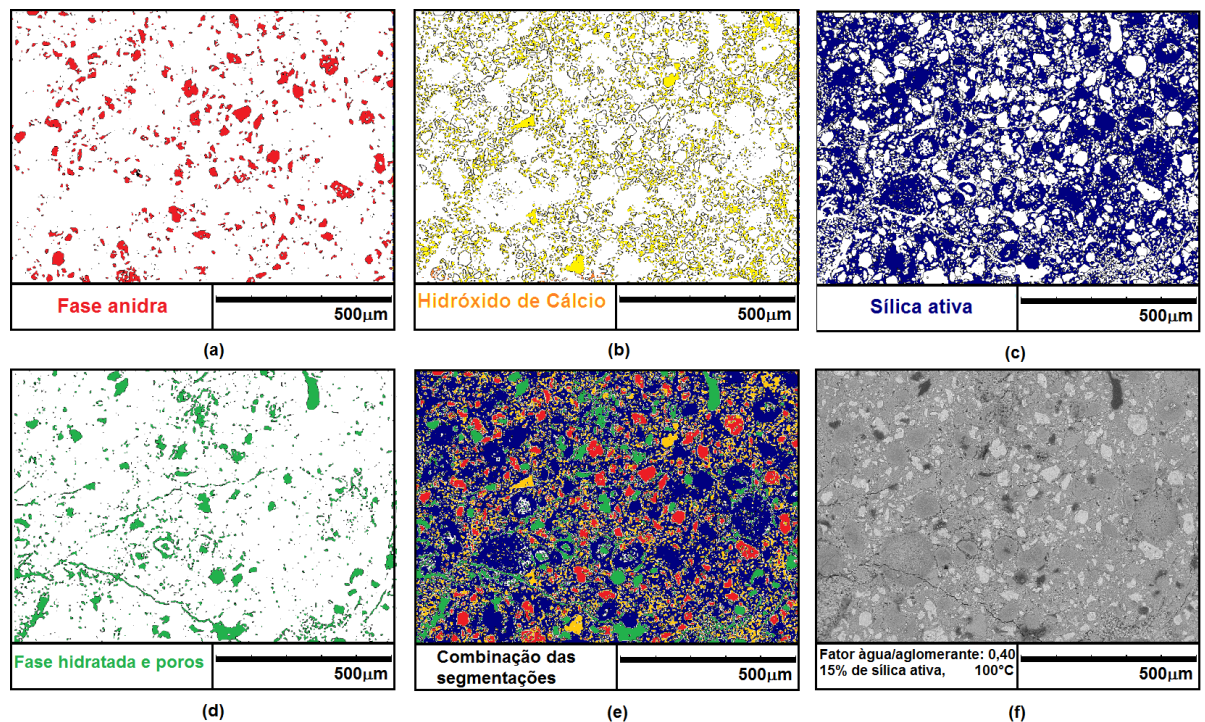 Fase anidra
500µm
(a)
Hidróxido de Cálcio
500µm
(b)
Sílica ativa
500µm
(c)
Fase hidratada e poros
500µm
(d)
Combinação das
segmentações
500µm
(e)
Fator àgua/aglomerante: 0,40
15% de sílica ativa, 100°C
500µm
(f)